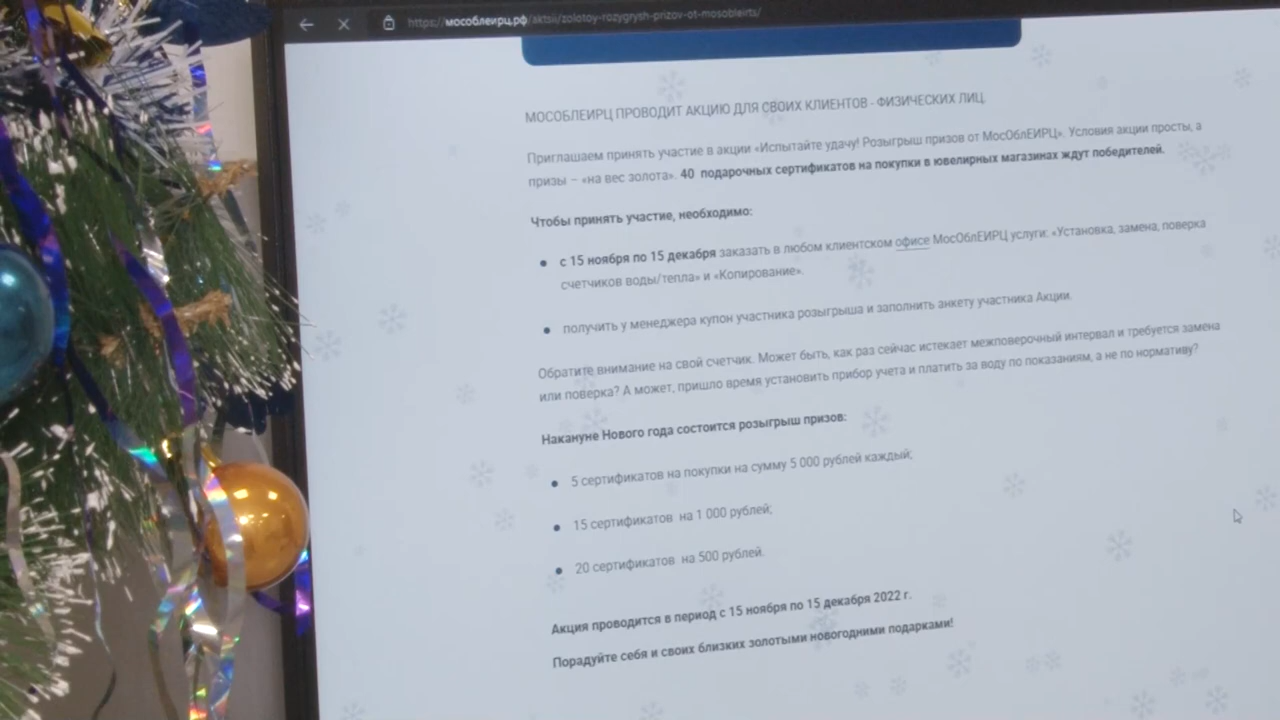 https://мособлеирц.рф/aktsii/zolotoy-rozygrysh-prizov-ot-mosobleirts/
МОСОБЛЕИРЦ ПРОВОДИТ АКЦИЮ ДЛЯ СВОИХ КЛИЕНТОВ - ФИЗИЧЕСКИХ ЛИЦ.
Приглашаем принять участие в акции «Испытайте удачу! Розыгрыш призов от МосОблЕИРЦ». Условия акции просты, а
призы – «на вес золота». 40 подарочных сертификатов на покупки в ювелирных магазинах ждут победителей.
Чтобы принять участие, необходимо:
с 15 ноября по 15 декабря заказать в любом клиентском офисе МосОблЕИРЦ услуги: «Установка, замена, поверка
счетчиков воды/тепла» и «Копирование».
получить у менеджера купон участника розыгрыша и заполнить анкету участника Акции.
Обратите внимание на свой счетчик. Может быть, как раз сейчас истекает межповерочный интервал и требуется замена
или поверка? А может, пришло время установить прибор учета и платить за воду по показаниям, а не по нормативу?
Накануне Нового года состоится розыгрыш призов:
5 сертификатов на покупки на сумму 5 000 рублей каждый;
15 сертификатов на 1 000 рублей;
20 сертификатов на 500 рублей.
Акция проводится в период с 15 ноября по 15 декабря 2022 г.
Порадуйте себя и своих близких золотыми новогодними подарками!